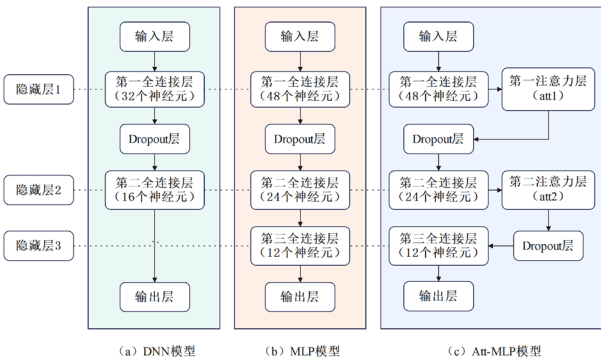 隐藏层1
隐藏层2
隐藏层3
输入层
第一全连接层
（32个神经元）
Dropout层
第二全连接层
（16个神经元）
输出层
（a）DNN模型
输入层
第一全连接层
（48个神经元）
Dropout层
第二全连接层
（24个神经元）
第三全连接层
（12个神经元）
输出层
（b）MLP模型
输入层
第一全连接层
（48个神经元）
第一注意力层
（att1）
Dropout层
第二全连接层
（24个神经元）
第二注意力层
（att2）
Dropout层
第三全连接层
（12个神经元）
输出层
（c）Att-MLP模型